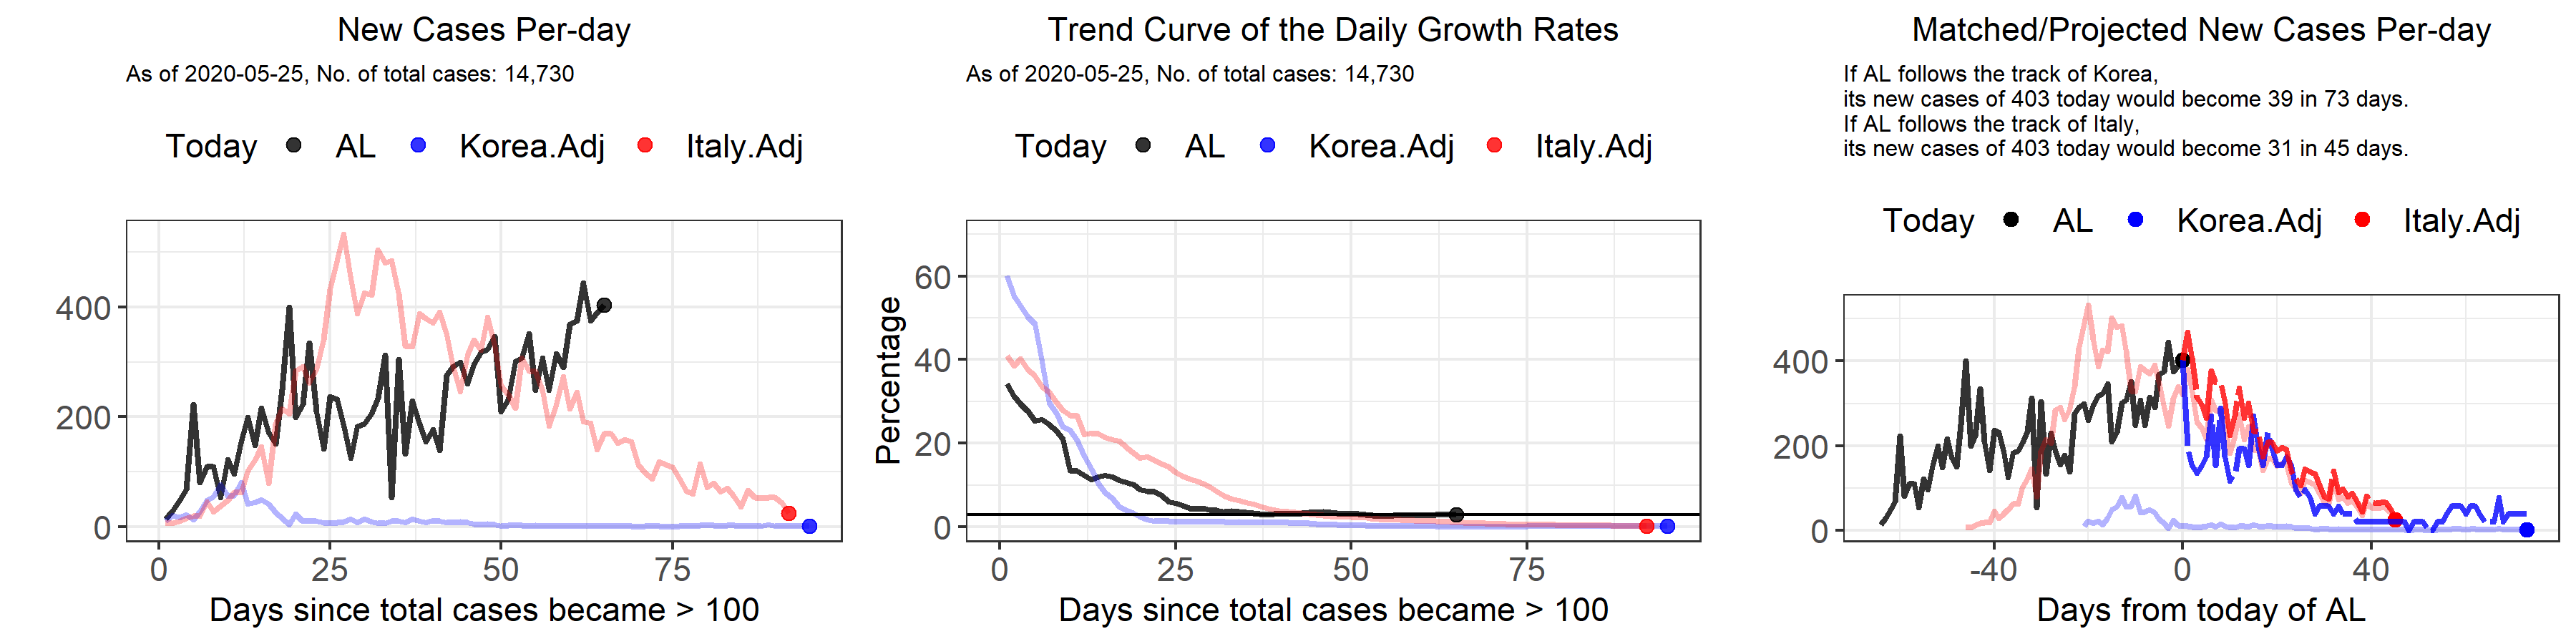 New Cases Per-day
As of 2020-05-25, No. of total cases: 14,730
Today AL Korea.Adj Italy.Adj
400
200
0
0 25 50 75
Days since total cases became > 100
Trend Curve of the Daily Growth Rates
As of 2020-05-25, No. of total cases: 14,730
Today AL Korea.Adj Italy.Adj
Percentage
60
40
20
0
0 25 50 75
Days since total cases became > 100
Matched/Projected New Cases Per-day
If AL follows the track of Korea,
its new cases of 403 today would become 39 in 73 days.
If AL follows the track of Italy,
its new cases of 403 today would become 31 in 45 days.
Today AL Korea.Adj Italy.Adj
400
200
0
-40 0 40
Days from today of AL